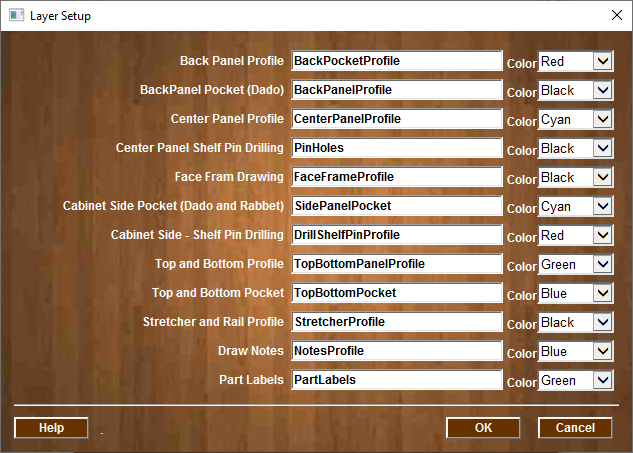 Layer Setup
Back Panel Profile BackPocketProfile Color Red
BackPanel Pocket (Dado) BackPanelProfile Color Black
Center Panel Profile CenterPanelProfile Color Cyan
Center Panel Shelf Pin Drilling PinHoles Color Black
Face Fram Drawing FaceFrameProfile Color Black
Cabinet Side Pocket (Dado and Rabbet) SidePanelPocket Color Cyan
Cabinet Side - Shelf Pin Drilling DrillShelfPinProfile Color Red
Top and Bottom Profile TopBottomPanelProfile Color Green
Top and Bottom Pocket TopBottomPocket Color Blue
Stretcher and Rail Profile StretcherProfile Color Black
Draw Notes NotesProfile Color Blue
Part Labels PartLabels Color Green
Help . OK Cancel